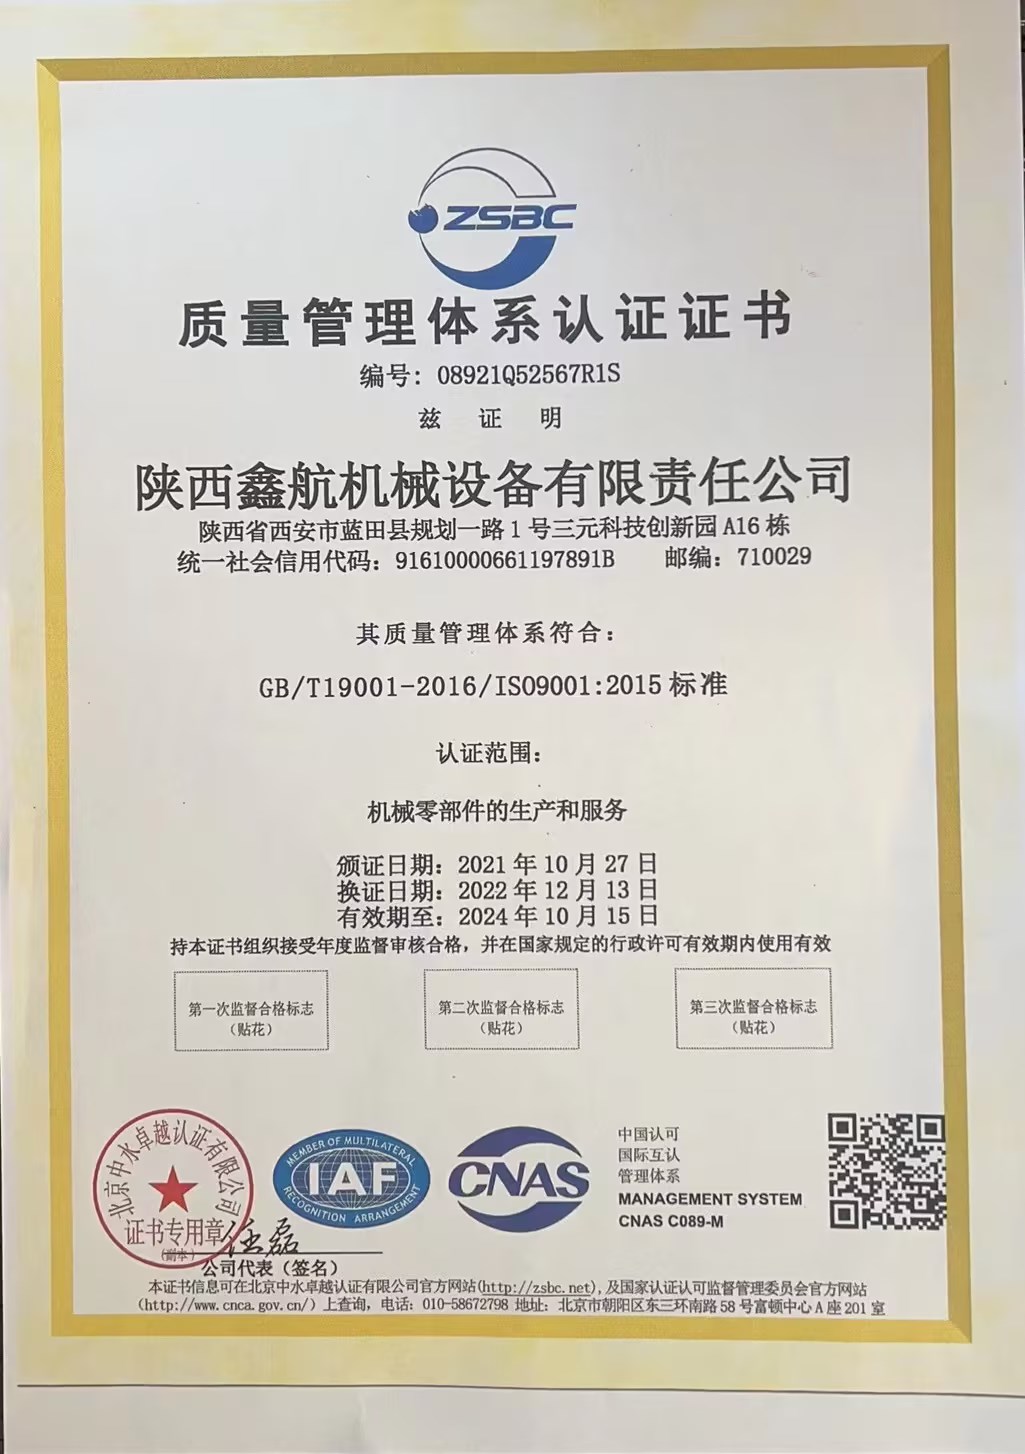 ZSBC
质量管理体系认证证书
编号：08921Q52567R1S
兹 证 明
陕西鑫航机械设备有限责任公司
陕西省西安市蓝田县规划一路1号三元科技创新园A16栋
统一社会信用代码：91610000661197891B 邮编：710029
其质量管理体系符合：
GB/T19001-2016/ISO9001:2015标准
认证范围：
机械零部件的生产和服务
颁证日期：2021年10月27日
换证日期：2022年12月13日
有效期至：2024年10月15日
持本证书组织接受年度监督审核合格，并在国家规定的行政许可有效期内使用有效
第一次监督合格标志
（贴花）
第二次监督合格标志
（贴花）
第三次监督合格标志
（贴花）
北京中水卓越认证有限公司
证书专用章
（副本）
MEMBER OF MULTILATERAL
IAF
RECOGNITION ARRANGEMENT
CNAS
中国认可
国际互认
管理体系
MANAGEMENT SYSTEM
CNAS C089-M
公司代表（签名）
本证书信息可在北京中水卓越认证有限公司官方网站(http://zsbc.net),及国家认证认可监督管理委员会官方网站
（http://www.cnca.gov.cn/）上查询，电话：010-58672798 地址：北京市朝阳区东三环南路58号富顿中心A座201室